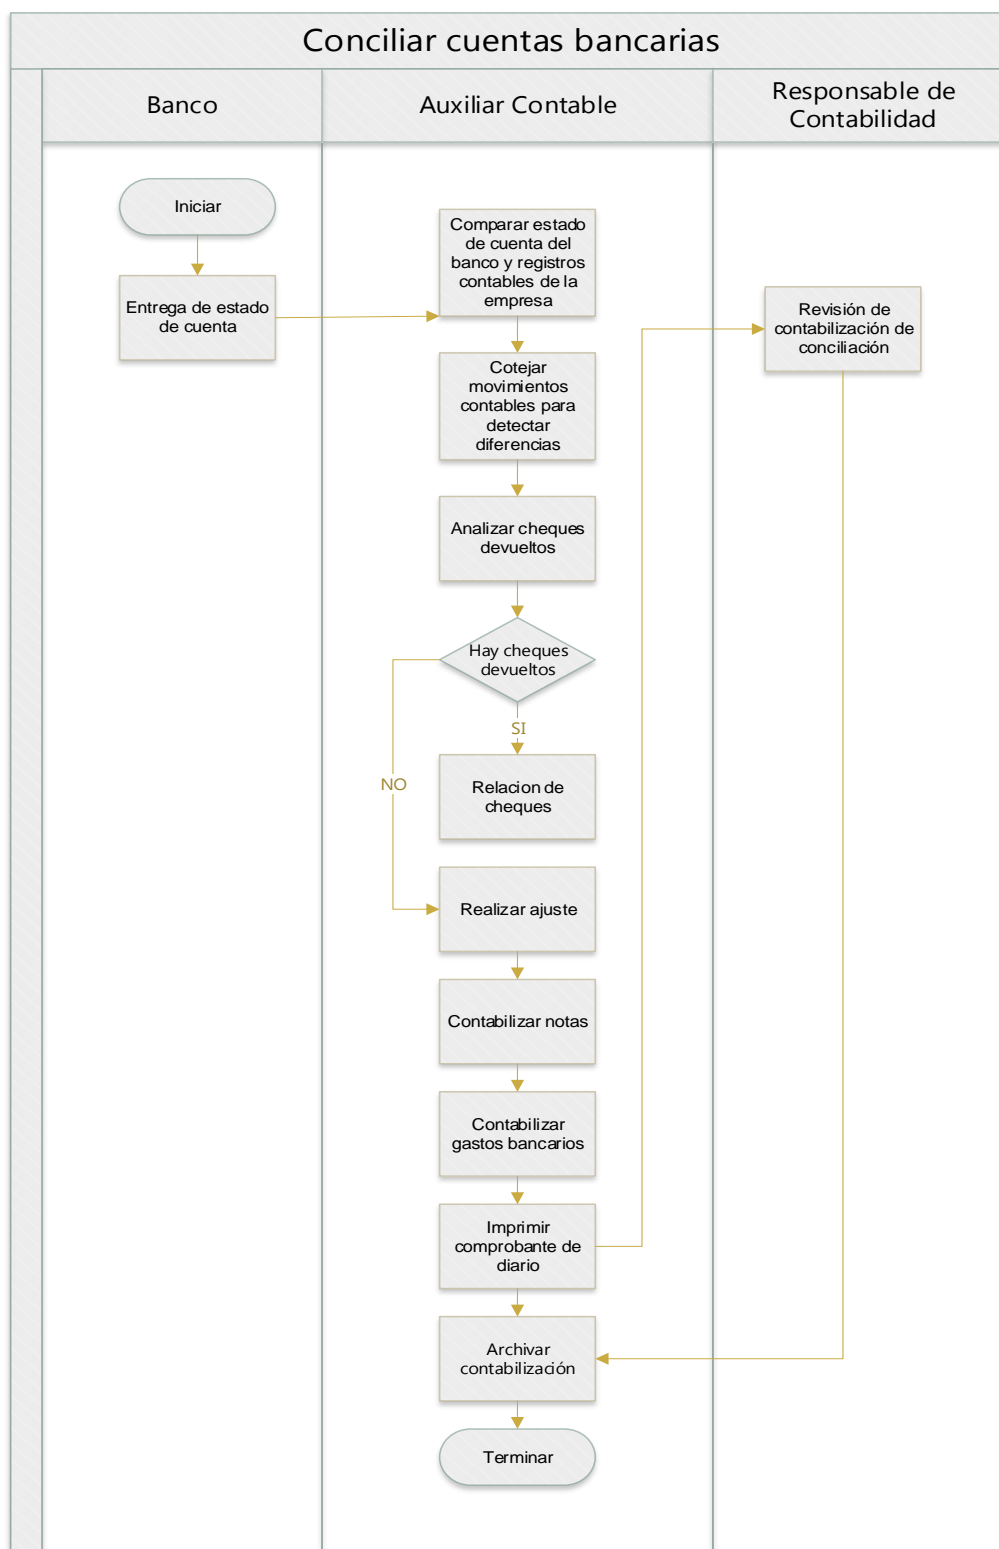 Conciliar cuentas bancarias
Banco
Auxiliar Contable
Responsable de
Contabilidad
Iniciar
Entrega de estado
de cuenta
Comparar estado
de cuenta del
banco y registros
contables de la
empresa
Revisión de
contabilización de
conciliación
Cotejar
movimientos
contables para
detectar
diferencias
Analizar cheques
devueltos
Hay cheques
devueltos
SI
NO
Relacion de
cheques
Realizar ajuste
Contabilizar notas
Contabilizar
gastos bancarios
Imprimir
comprobante de
diario
Archivar
contabilización
Terminar